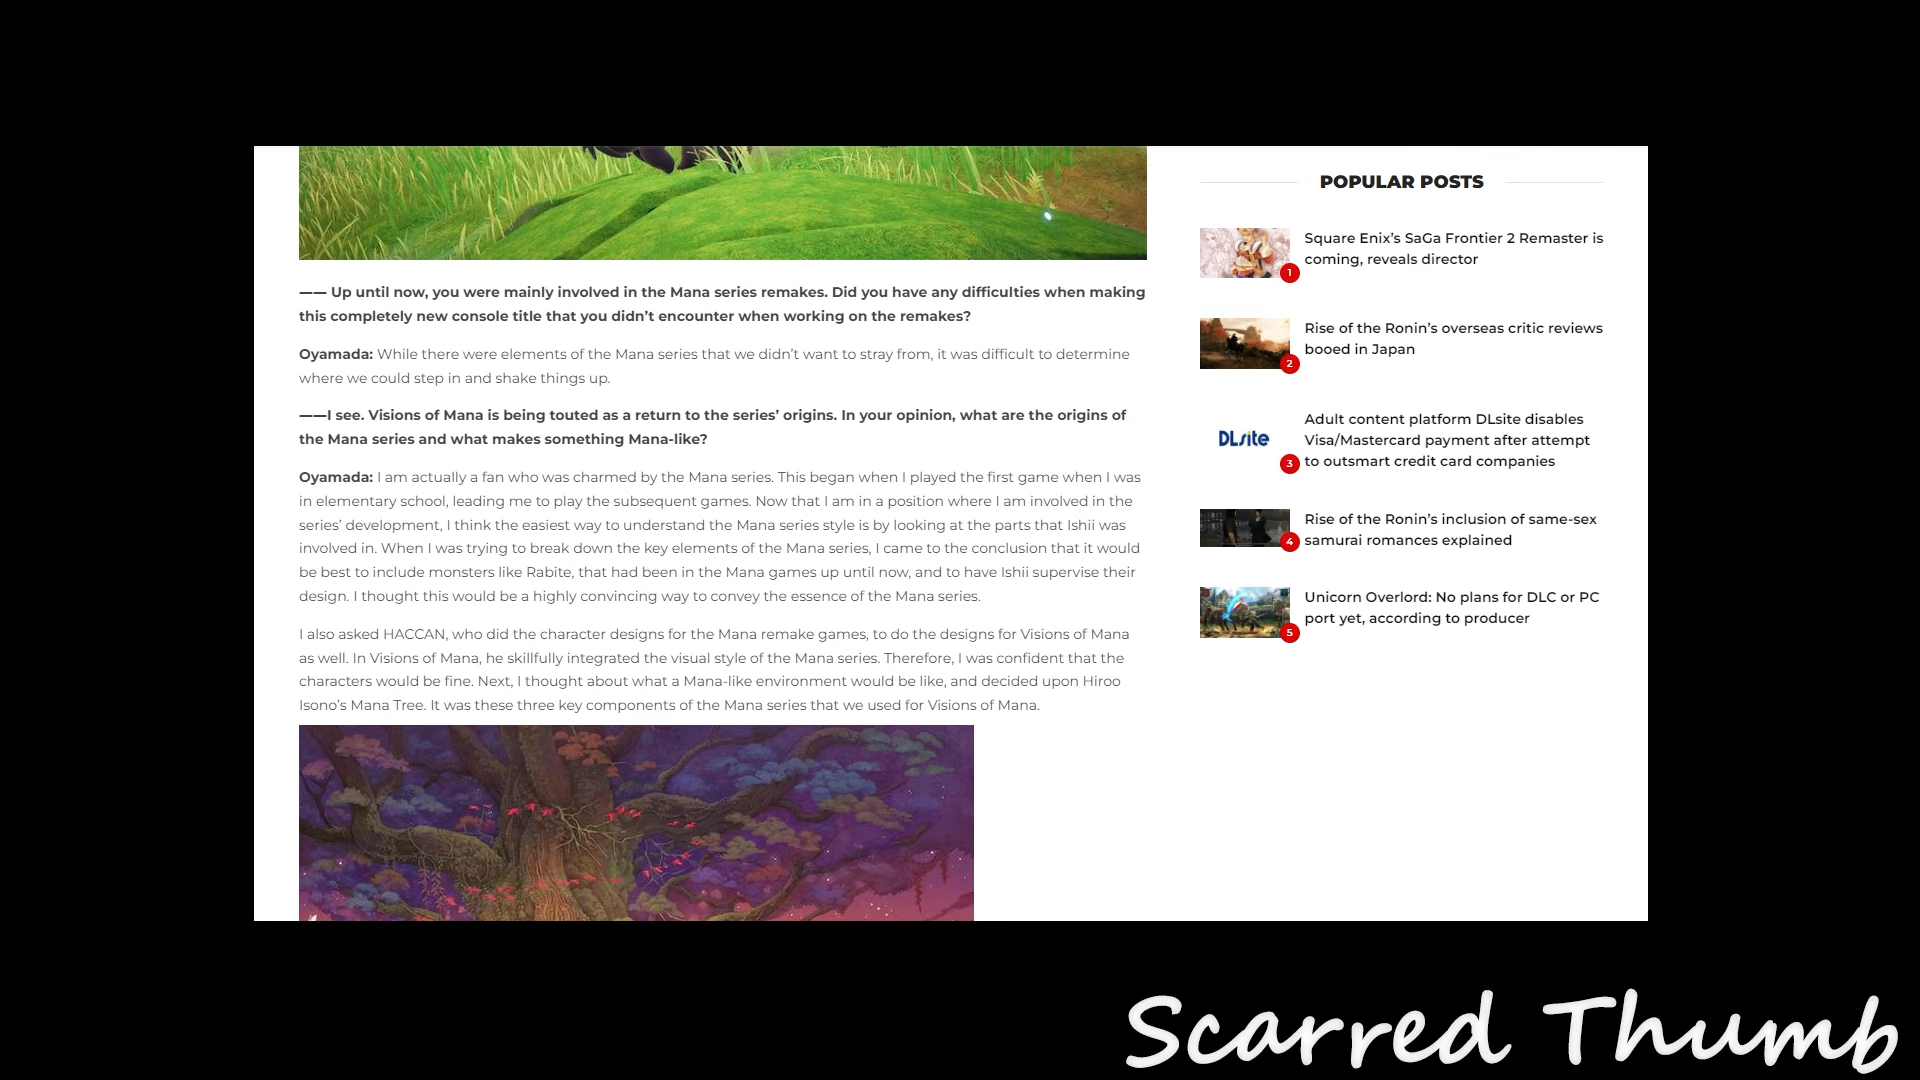 —— Up until now, you were mainly involved in the Mana series remakes. Did you have any difficulties when making
this completely new console title that you didn’t encounter when working on the remakes?
Oyamada: While there were elements of the Mana series that we didn’t want to stray from, it was difficult to determine
where we could step in and shake things up.
——I see. Visions of Mana is being touted as a return to the series’ origins. In your opinion, what are the origins of
the Mana series and what makes something Mana-like?
Oyamada: I am actually a fan who was charmed by the Mana series. This began when I played the first game when I was
in elementary school, leading me to play the subsequent games. Now that I am in a position where I am involved in the
series’ development, I think the easiest way to understand the Mana series style is by looking at the parts that Ishii was
involved in. When I was trying to break down the key elements of the Mana series, I came to the conclusion that it would
be best to include monsters like Rabite, that had been in the Mana games up until now, and to have Ishii supervise their
design. I thought this would be a highly convincing way to convey the essence of the Mana series.
I also asked HACCAN, who did the character designs for the Mana remake games, to do the designs for Visions of Mana
as well. In Visions of Mana, he skillfully integrated the visual style of the Mana series. Therefore, I was confident that the
characters would be fine. Next, I thought about what a Mana-like environment would be like, and decided upon Hiroo
Isono’s Mana Tree. It was these three key components of the Mana series that we used for Visions of Mana.
POPULAR POSTS
Square Enix’s SaGa Frontier 2 Remaster is
coming, reveals director
1
Rise of the Ronin’s overseas critic reviews
booed in Japan
2
Adult content platform DLsite disables
Visa/Mastercard payment after attempt
to outsmart credit card companies
DLsite
3
Rise of the Ronin’s inclusion of same-sex
samurai romances explained
4
Unicorn Overlord: No plans for DLC or PC
port yet, according to producer
5
Scarred Thumb